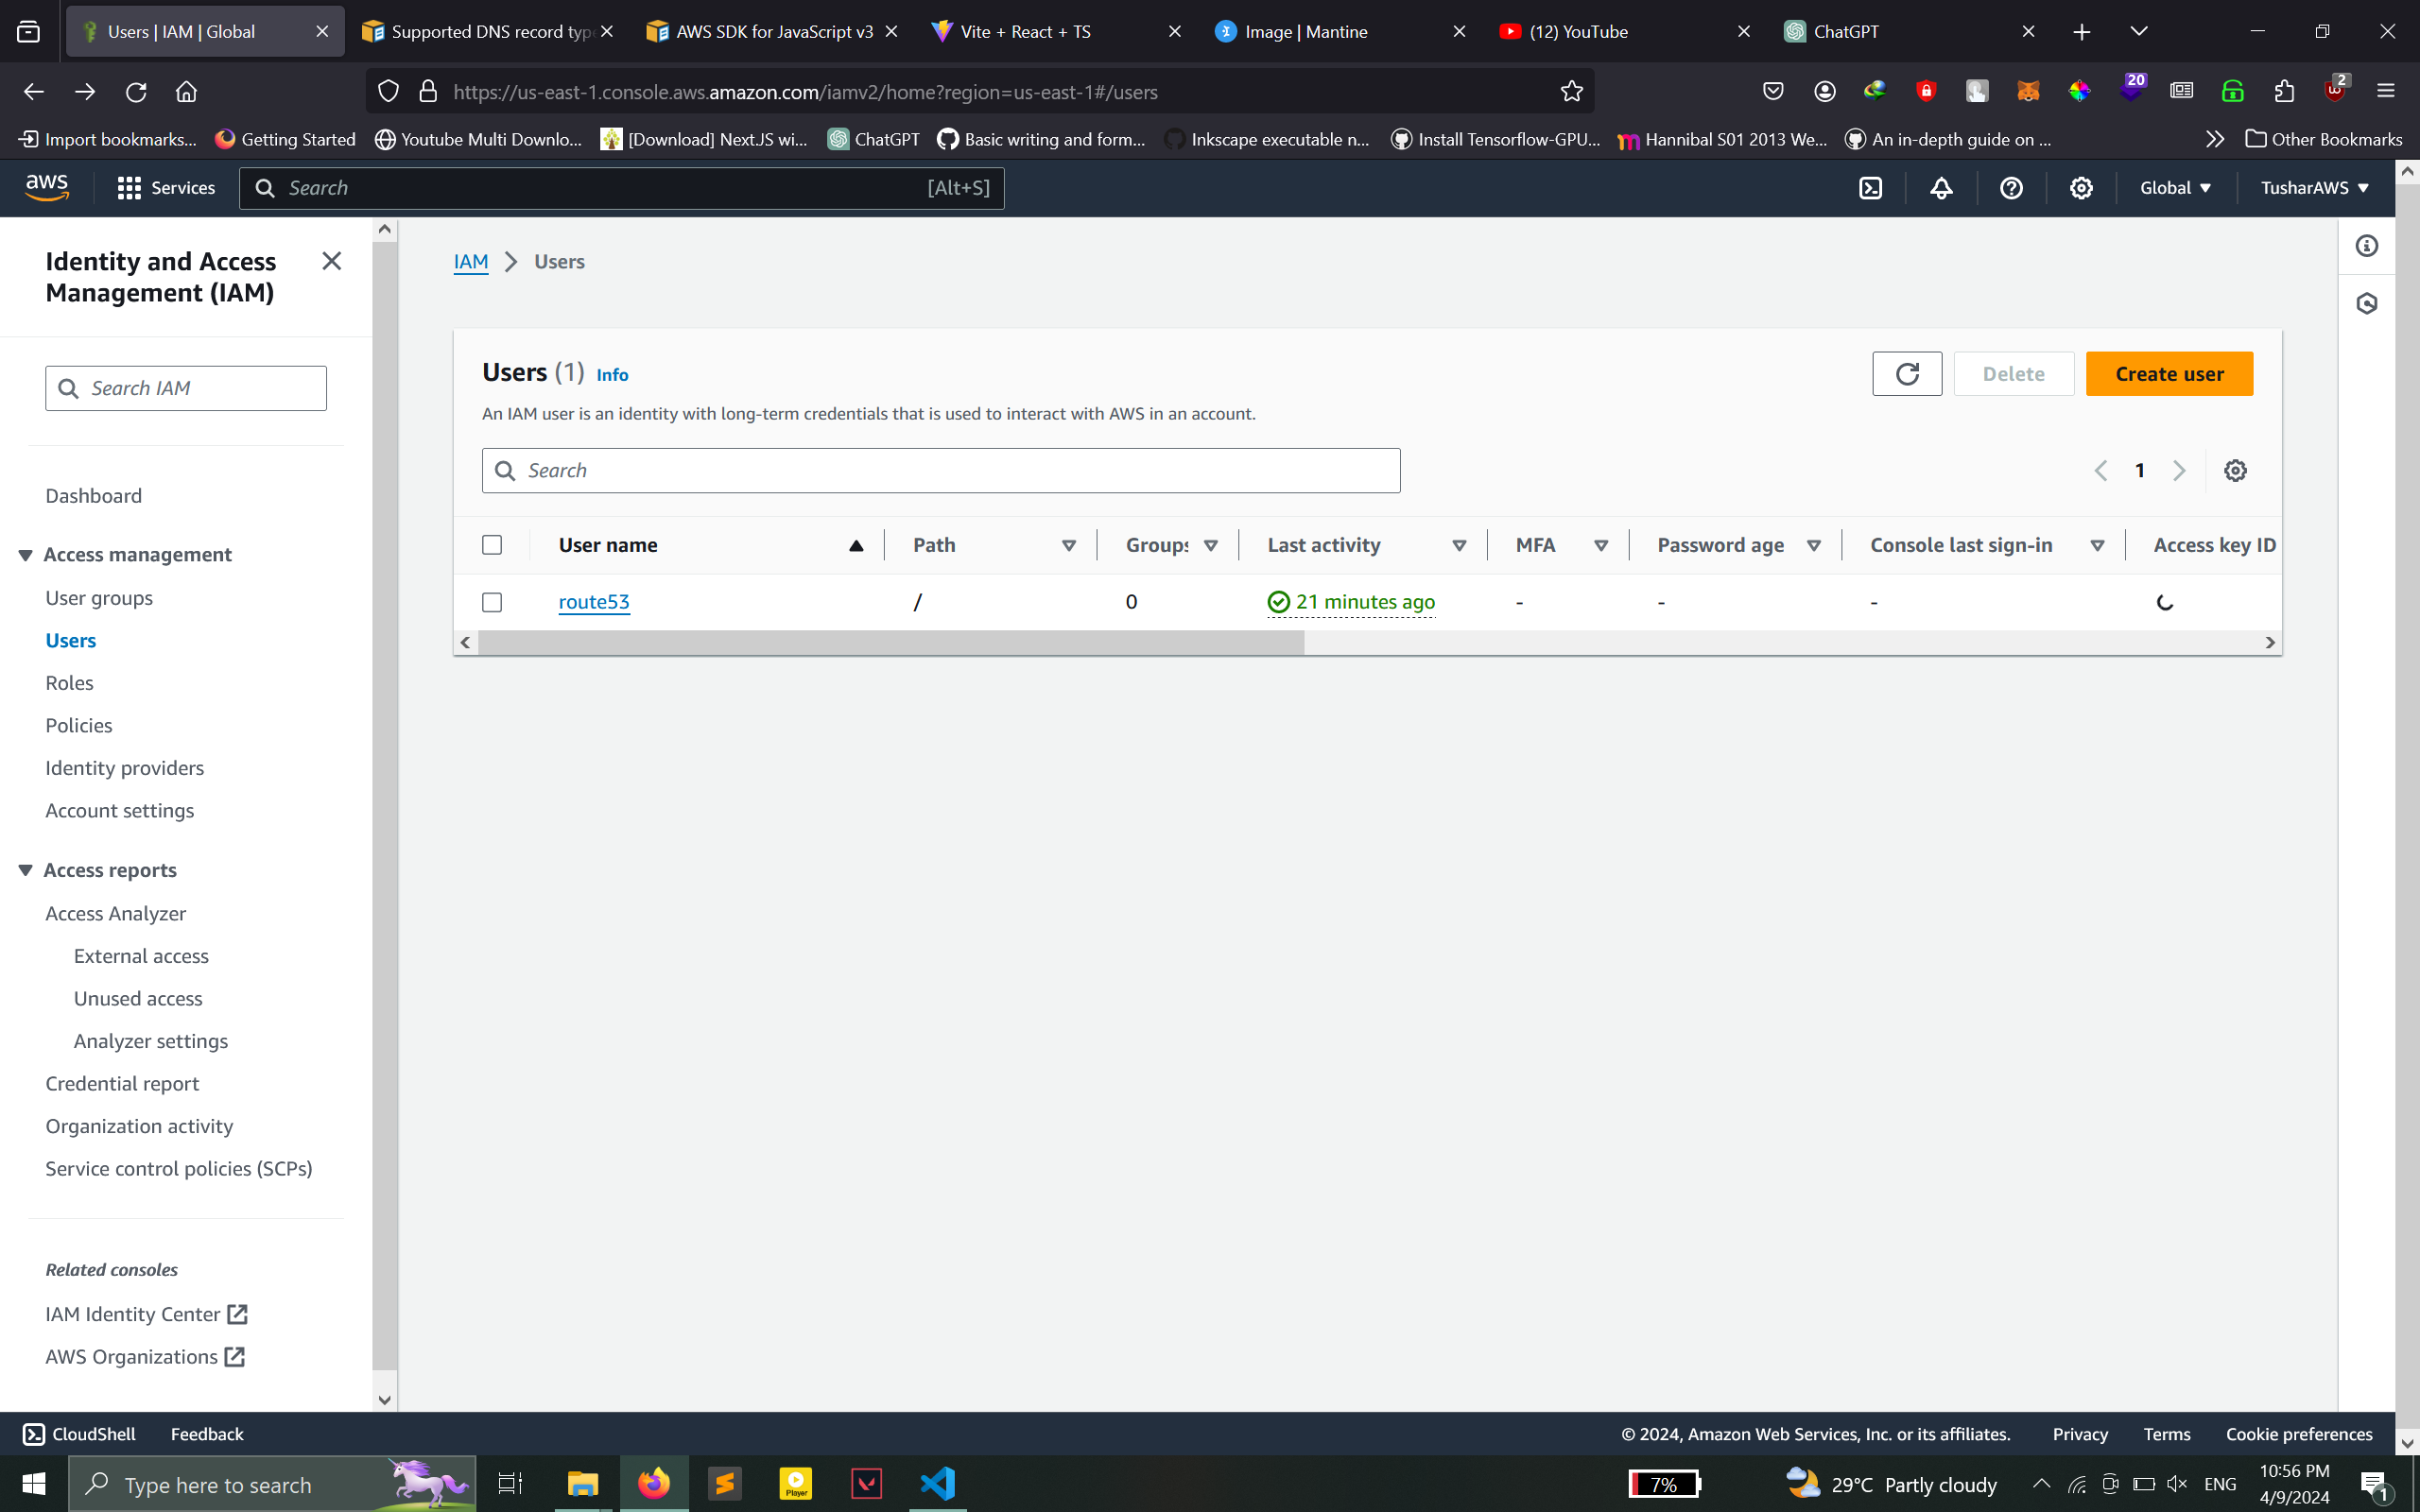 Users | IAM | Global
Supported DNS record type
AWS SDK for JavaScript v3
Vite + React + TS
Image | Mantine
(12) YouTube
ChatGPT
https://us-east-1.console.aws.amazon.com/iamv2/home?region=us-east-1#/users
20
2
Import bookmarks...
Getting Started
Youtube Multi Downlo...
[Download] NextJS wi...
ChatGPT
Basic writing and form...
Inkscape executable n...
Install Tensorflow-GPU...
Hannibal S01 2013 We...
An in-depth guide on ...
Other Bookmarks
aws
Services
Search
[Alt+S]
Global
TusharAWS
Identity and Access
Management (IAM)
Search IAM
Dashboard
Access management
User groups
Users
Roles
Policies
Identity providers
Account settings
Access reports
Access Analyzer
External access
Unused access
Analyzer settings
Credential report
Organization activity
Service control policies (SCPs)
Related consoles
IAM Identity Center
AWS Organizations
IAM > Users
Users (1) Info
Delete
Create user
An IAM user is an identity with long-term credentials that is used to interact with AWS in an account.
Search
1
User name
Path
Groups
Last activity
MFA
Password age
Console last sign-in
Access key ID
route53
/
0
21 minutes ago
-
-
-
CloudShell
Feedback
© 2024, Amazon Web Services, Inc. or its affiliates.
Privacy
Terms
Cookie preferences
Type here to search
Player
7%
29°C Partly cloudy
ENG
10:56 PM
4/9/2024
1